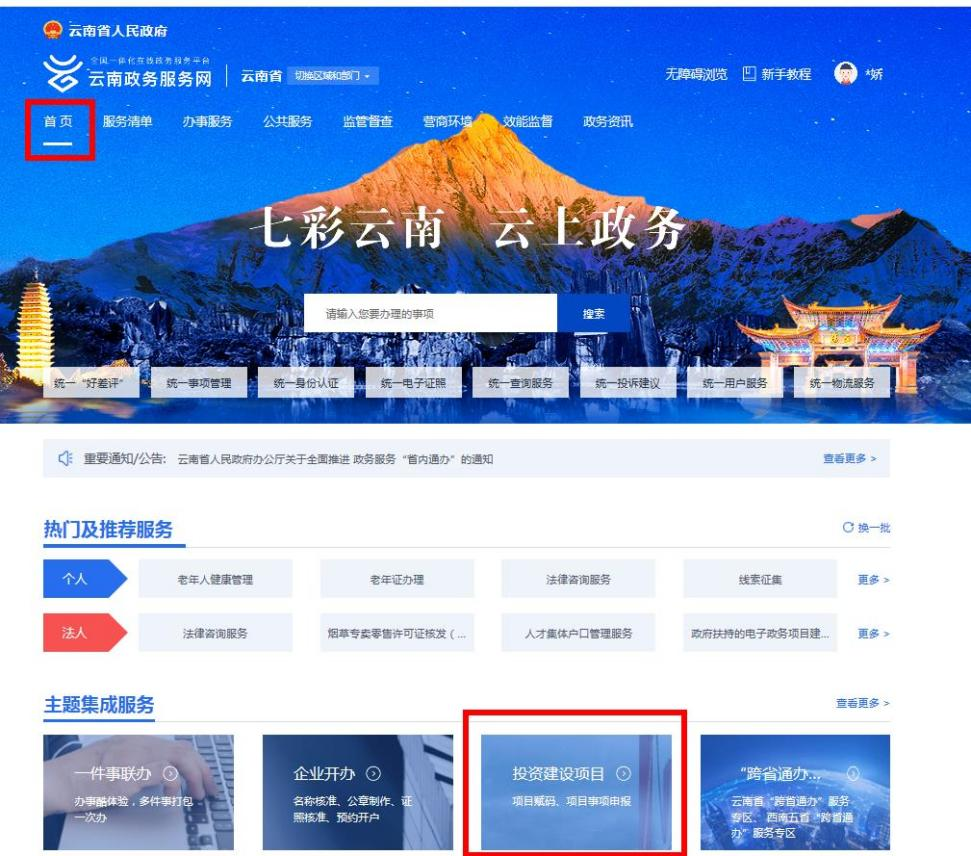 云南省人民政府
全国一体化在线政务服务平台
云南政务服务网 云南省 切换区域和部门
无障碍浏览 新手教程 *娇
首页 服务清单 办事服务 公共服务 监管督查 营商环境 效能监督 政务资讯
七彩云南 云上政务
请输入您要办理的事项 搜索
统一“好差评” 统一事项管理 统一身份认证 统一电子证照 统一查询服务 统一投诉建议 统一用户服务 统一物流服务
重要通知/公告: 云南省人民政府办公厅关于全面推进 政务服务“省内通办”的通知 查看更多 >
热门及推荐服务 换一批
个人 老年人健康管理 老年证办理 法律咨询服务 线索征集 更多 >
法人 法律咨询服务 烟草专卖零售许可证核发（... 人才集体户口管理服务 政府扶持的电子政务项目建... 更多 >
主题集成服务 查看更多 >
一件事联办 企业开办 投资建设项目 “跨省通办...
办事酷体验，多件事打包一次办
名称核准、公章制作、证照核准、预约开户
项目赋码、项目事项申报
云南省“跨省通办”服务专区、西南五省“跨省通办”服务专区